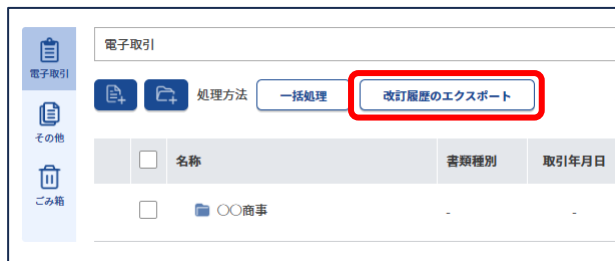 電子取引
電子取引
処理方法 一括処理 改訂履歴のエクスポート
その他
名称 書類種別 取引年月日
ごみ箱
〇〇商事 - -